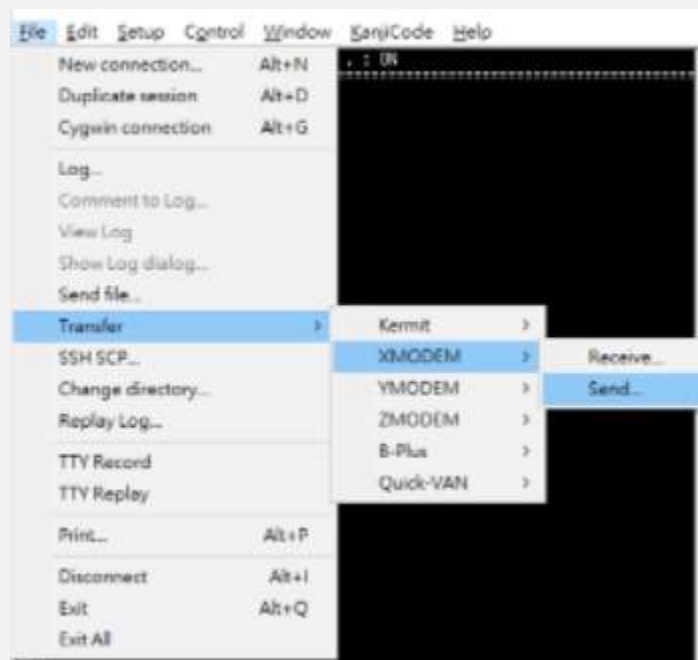 File Edit Setup Control Window KanjiCode Help
New connection... Alt+N
Duplicate session Alt+D
Cygwin connection Alt+G
Log...
Comment to Log...
View Log
Show Log dialog...
Send file...
Transfer >
SSH SCP...
Change directory...
Replay Log...
TTY Record
TTY Replay
Print... Alt+P
Disconnect Alt+I
Exit Alt+Q
Exit All
, : ON
Kermit >
XMODEM >
YMODEM >
ZMODEM >
B-Plus >
Quick-VAN >
Receive...
Send...